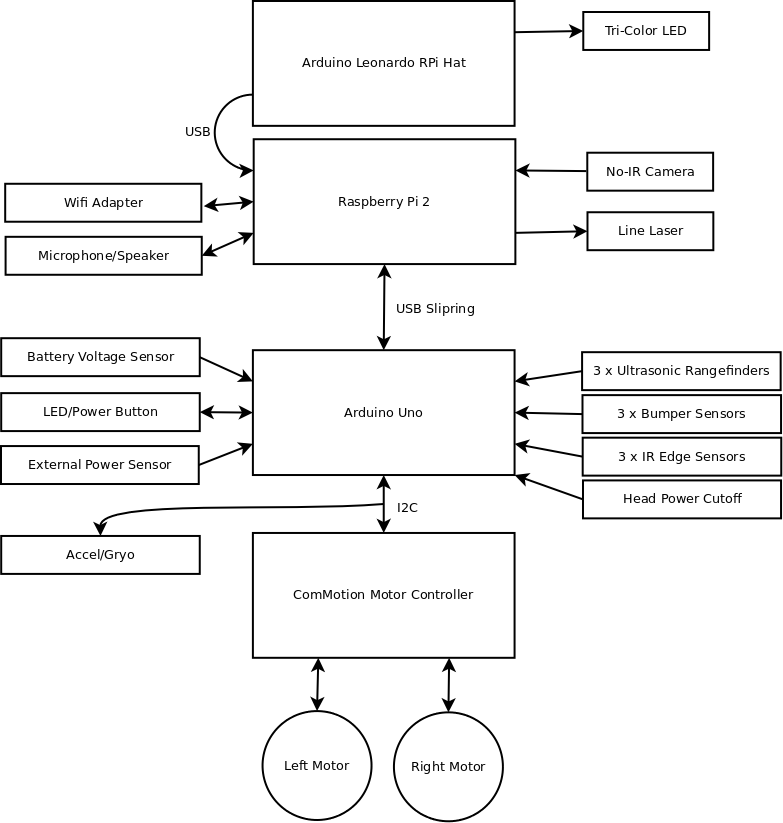 Arduino Leonardo RPi Hat
Tri-Color LED
USB
Raspberry Pi 2
No-IR Camera
Wifi Adapter
Line Laser
Microphone/Speaker
USB Slipring
Battery Voltage Sensor
3 x Ultrasonic Rangefinders
LED/Power Button
Arduino Uno
3 x Bumper Sensors
External Power Sensor
3 x IR Edge Sensors
Head Power Cutoff
I2C
Accel/Gryo
ComMotion Motor Controller
Left Motor
Right Motor